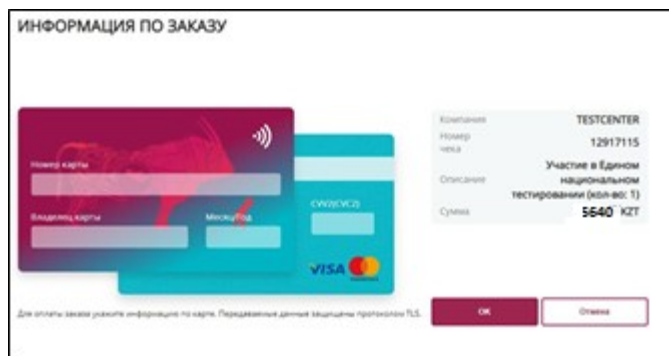 ИНФОРМАЦИЯ ПО ЗАКАЗУ
Номер карты
Владелец карты
Месяц/Год
CVV2(CVC2)
VISA
Компания TESTCENTER
Номер чека 12917115
Описание Участие в Едином
национальном
тестировании (кол-во: 1)
Сумма 5640 KZT
Для оплаты заказа укажите информацию по карте. Передаваемые данные защищены протоколом TLS.
ОК
Отмена